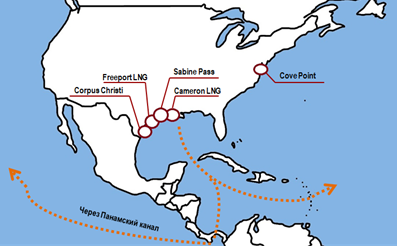 Sabine Pass
Freeport LNG
Cove Point
Corpus Christi
Cameron LNG
Через Панамский канал